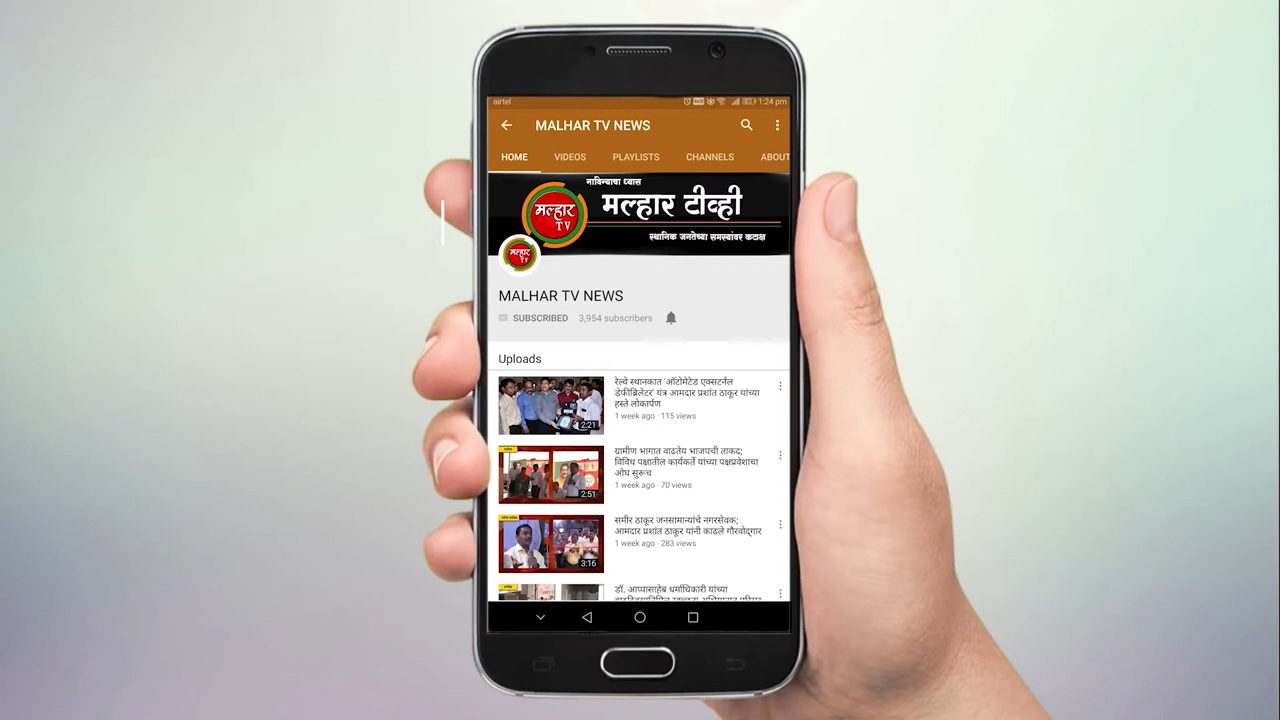 airtel 1:24 pm
MALHAR TV NEWS
HOME VIDEOS PLAYLISTS CHANNELS ABOUT
नाविन्याचा ध्यास
मल्हार टीव्ही
स्थानिक जनतेच्या समस्यांवर कटाक्ष
मल्हार
TV
मल्हार
TV
MALHAR TV NEWS
SUBSCRIBED 3,954 subscribers
Uploads
रेल्वे स्थानकात 'ऑटोमेटेड एक्सटर्नल
डेफीब्रिलेटर' यंत्र आमदार प्रशांत ठाकूर यांच्या
हस्ते लोकार्पण
1 week ago · 115 views
2:21
ग्रामीण भागात वाढतेय भाजपची ताकद;
विविध पक्षातील कार्यकर्ते यांच्या पक्षप्रवेशाचा
ओघ सुरूच
1 week ago · 70 views
2:51
समीर ठाकूर जनसामान्यांचे नगरसेवक;
आमदार प्रशांत ठाकूर यांनी काढले गौरवोद्‌गार
1 week ago · 283 views
3:16
डॉ. आप्पासाहेब धर्माधिकारी यांच्या